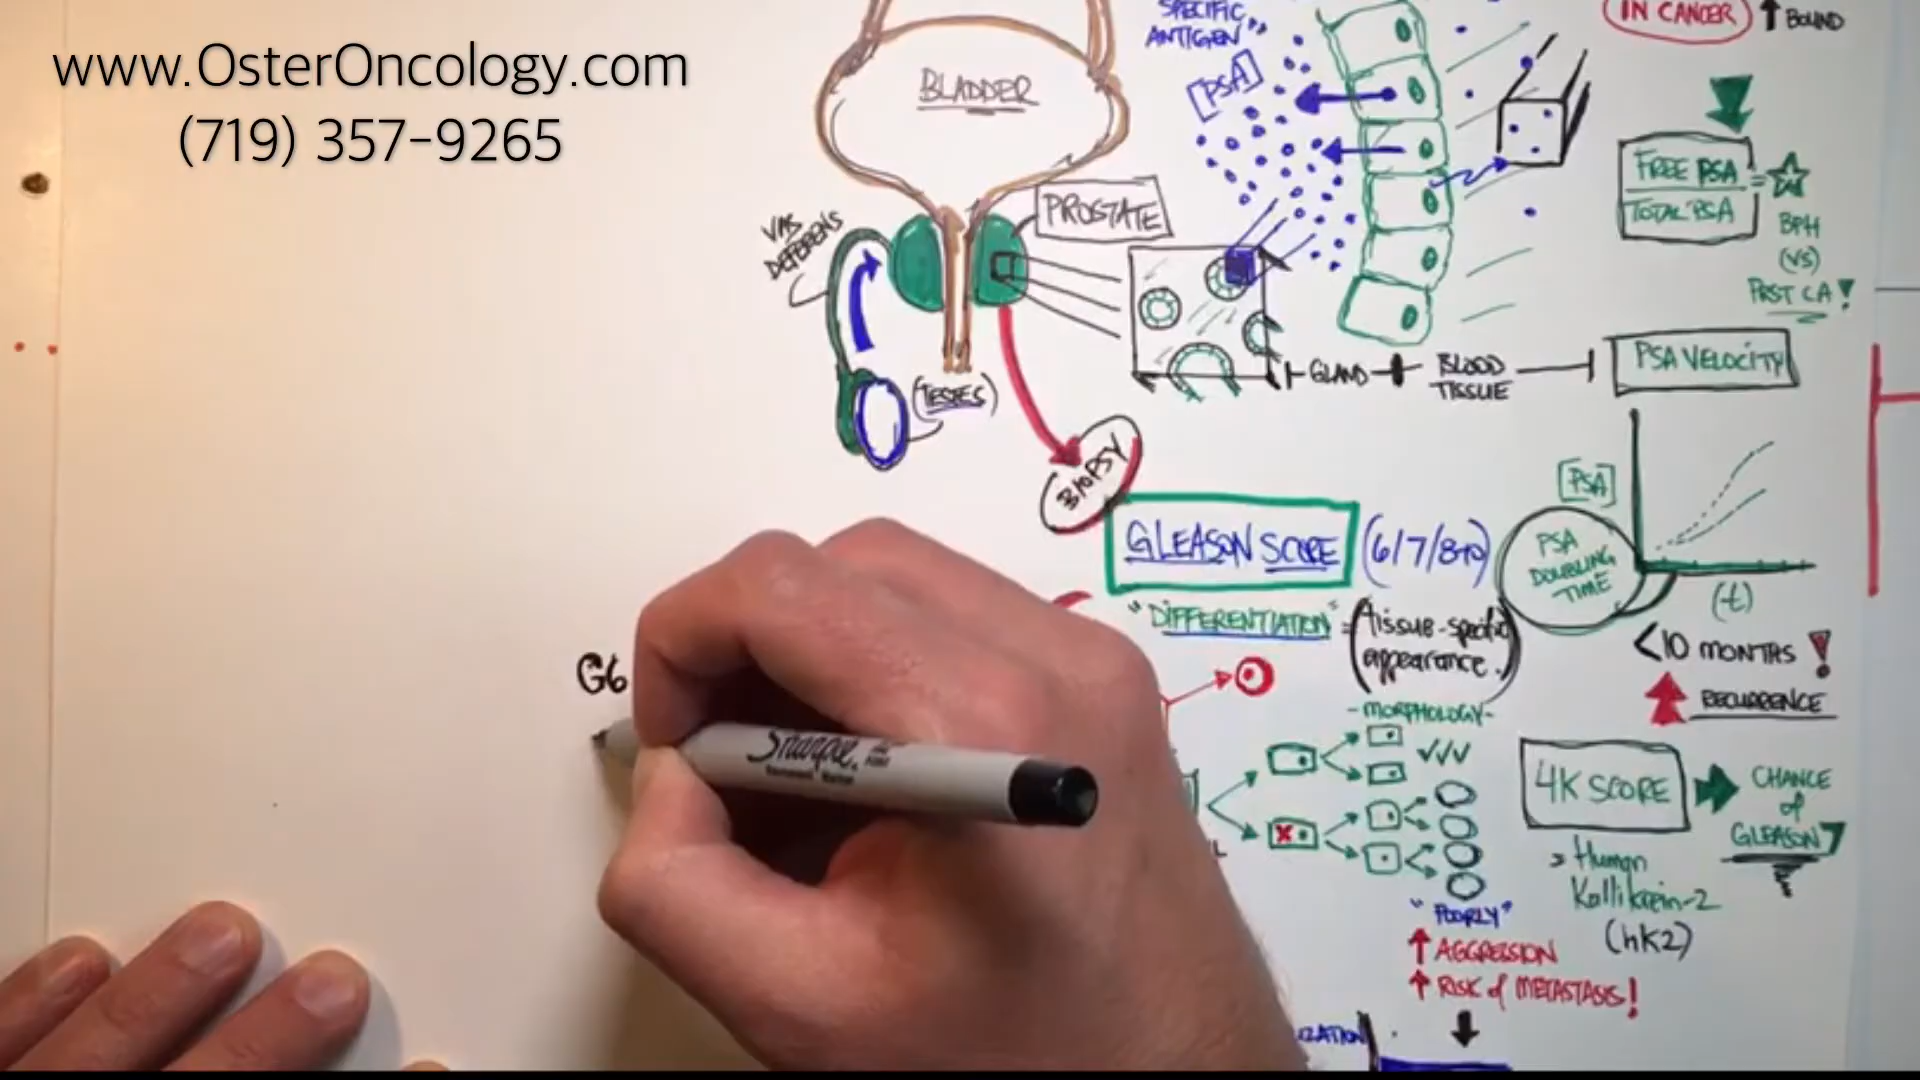 www.OsterOncology.com
(719) 357-9265
SPECIFIC
ANTIGEN"
[PSA]
BLADDER
PROSTATE
VAS
DEFERENS
(TESTES)
BIOPSY
GLAND
BLOOD
TISSUE
IN CANCER
↑ BOUND
FREE PSA
TOTAL PSA
=
BPH
(VS)
PRST CA!
PSA VELOCITY
[PSA]
PSA
DOUBLING
TIME
(t)
<10 MONTHS !
RECURRENCE
GLEASON SCORE
"DIFFERENTIATION" = (tissue-specific
appearance.)
-MORPHOLOGY-
✓✓✓
"POORLY"
↑ AGGRESSION
↑ RISK of METASTASIS!
4K SCORE
CHANCE
of
GLEASON 7
Human
Kallikrein-2
(hK2)
G6
Sharpie.